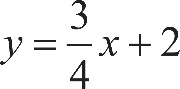 y = 3/4 x + 2